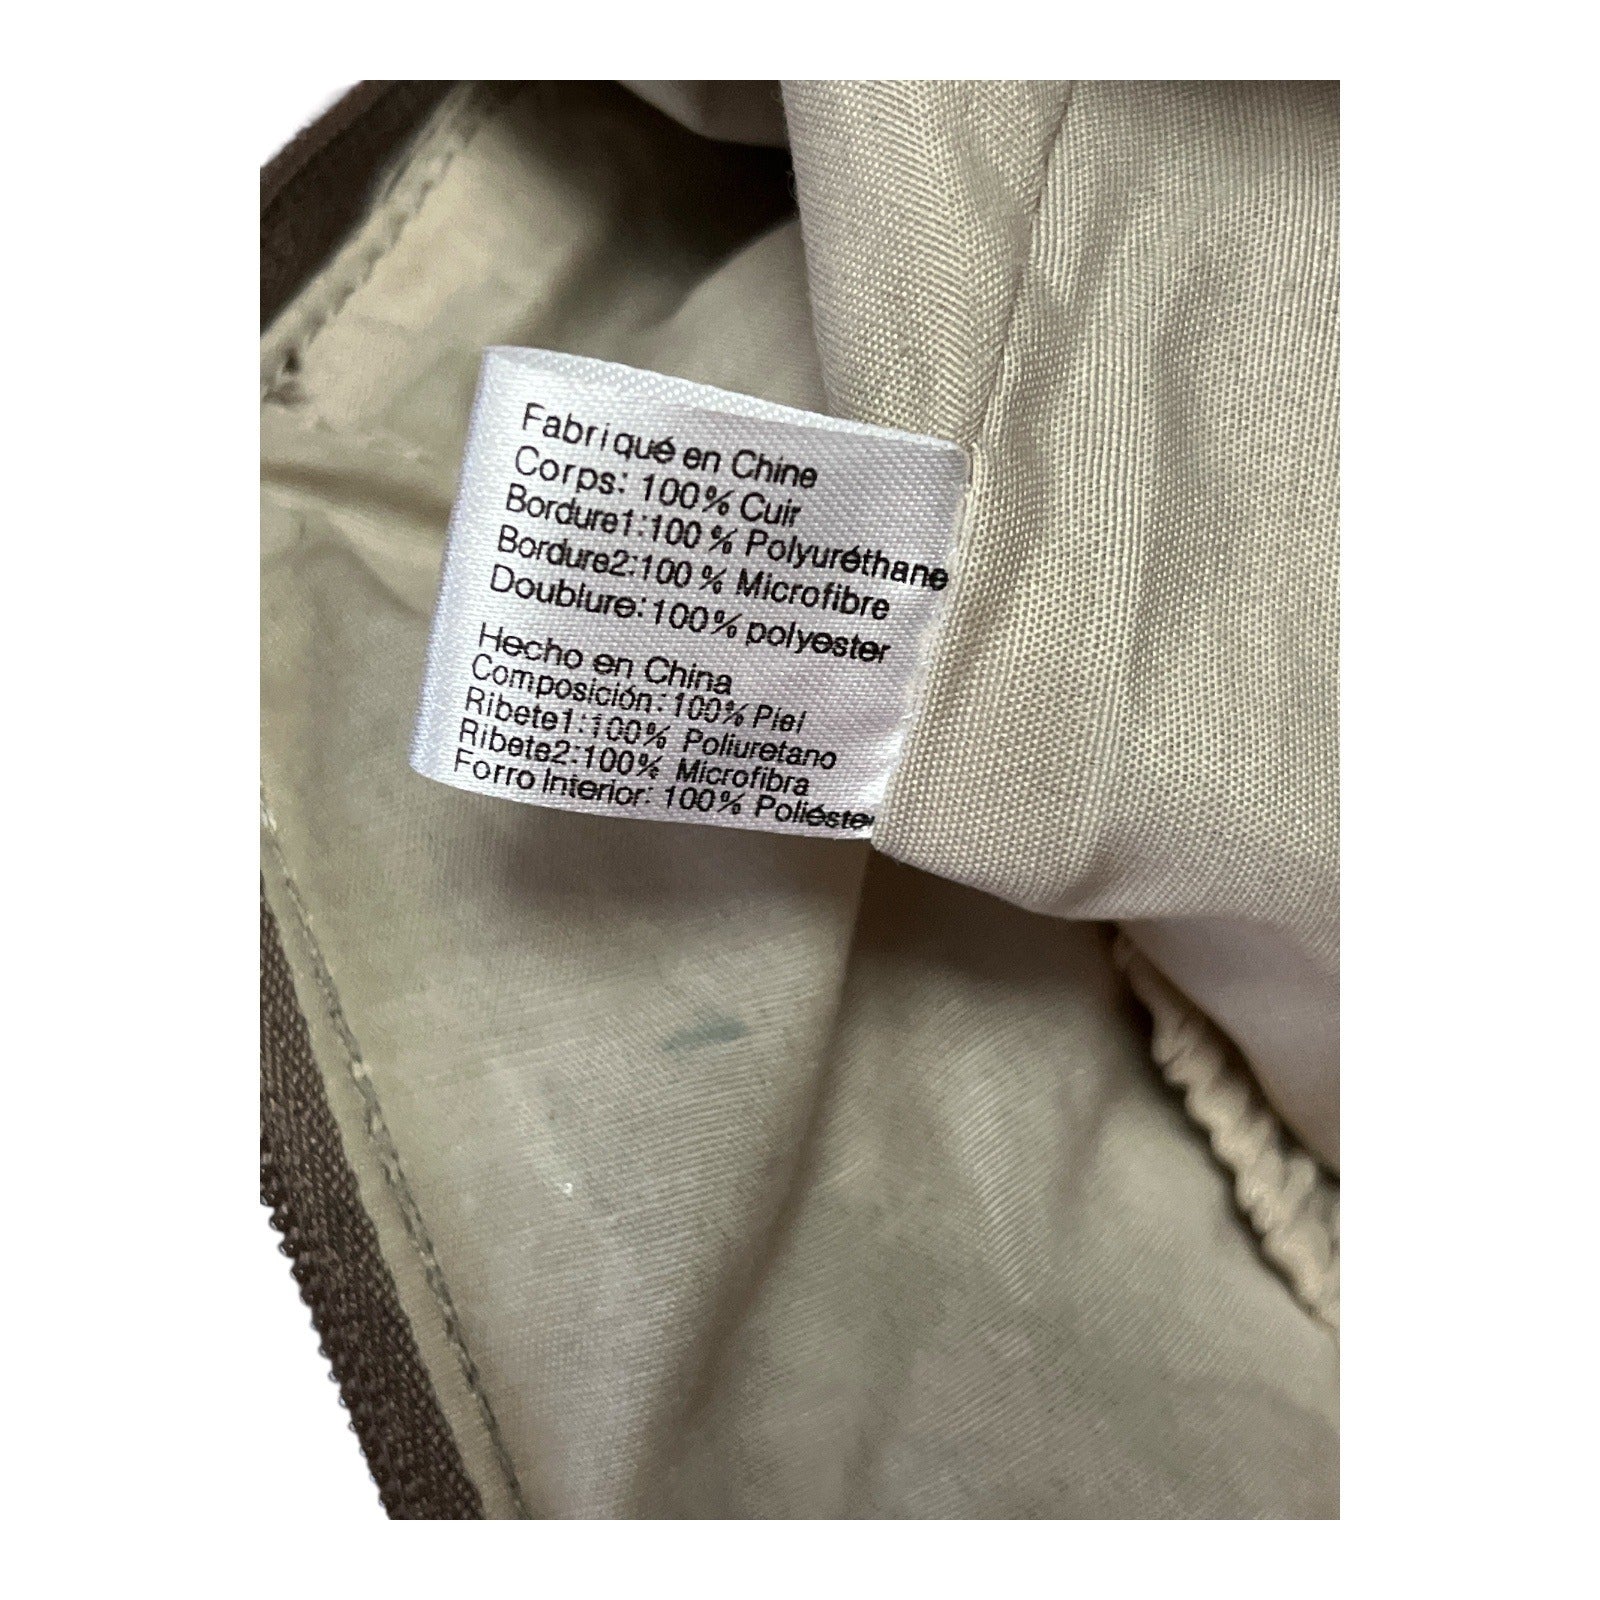 Fabriqué en Chine
Corps: 100% Cuir
Bordure1:100% Polyuréthane
Bordure2:100% Microfibre
Doublure:100% polyester
Hecho en China
Composición: 100% Piel
Ribete1:100% Poliuretano
Ribete2:100% Microfibra
Forro Interior: 100% Poliéster